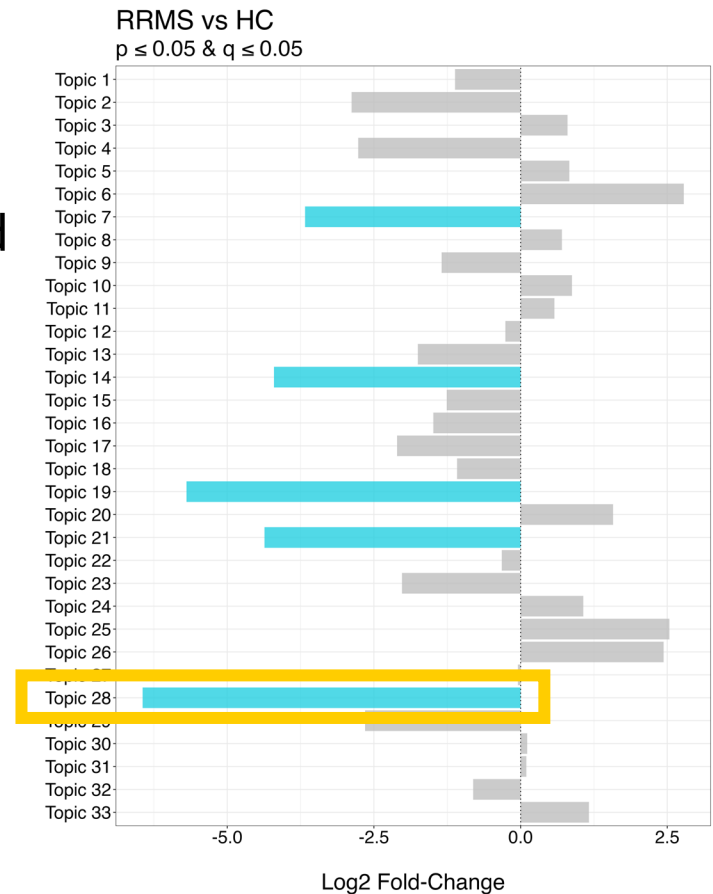 RRMS vs HC
p ≤ 0.05 & q ≤ 0.05
Topic 1
Topic 2
Topic 3
Topic 4
Topic 5
Topic 6
Topic 7
Topic 8
Topic 9
Topic 10
Topic 11
Topic 12
Topic 13
Topic 14
Topic 15
Topic 16
Topic 17
Topic 18
Topic 19
Topic 20
Topic 21
Topic 22
Topic 23
Topic 24
Topic 25
Topic 26
Topic 27
Topic 28
Topic 29
Topic 30
Topic 31
Topic 32
Topic 33
-5.0 -2.5 0.0 2.5
Log2 Fold-Change